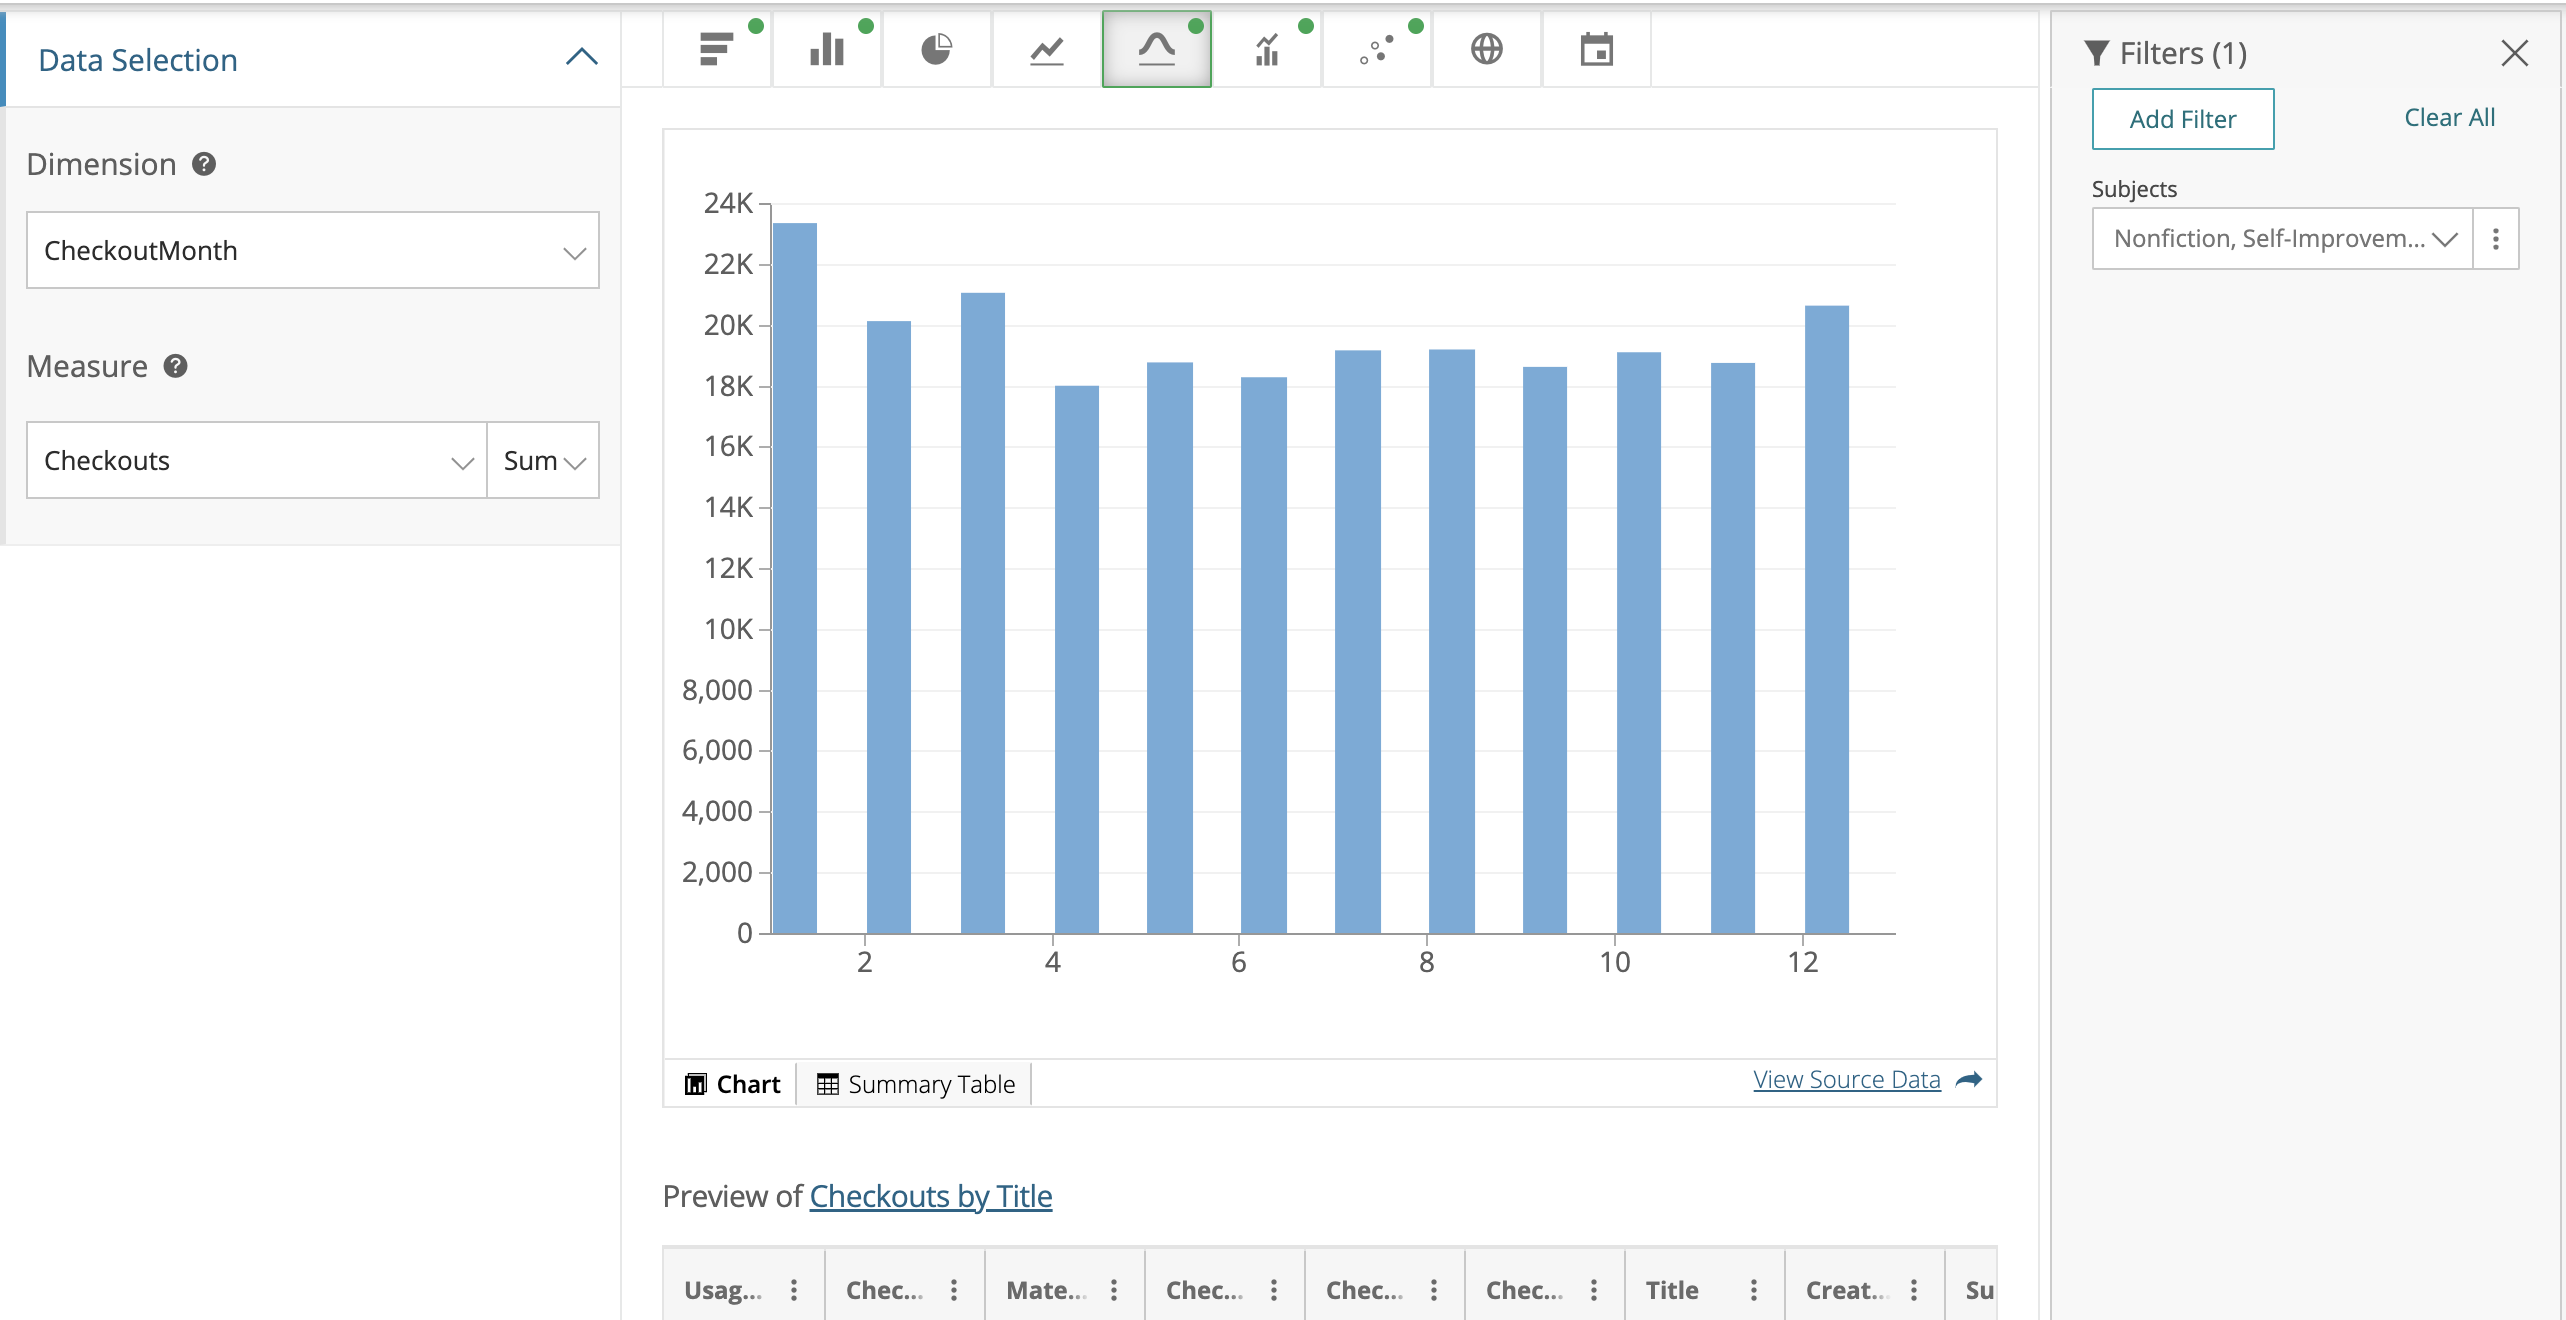 Data Selection
Dimension
CheckoutMonth
Measure
Checkouts
Sum
24K
22K
20K
18K
16K
14K
12K
10K
8,000
6,000
4,000
2,000
0
2 4 6 8 10 12
Chart
Summary Table
View Source Data
Preview of Checkouts by Title
Usag... Chec... Mate... Chec... Chec... Chec... Title Creat... Su
Filters (1)
Add Filter
Clear All
Subjects
Nonfiction, Self-Improvem...